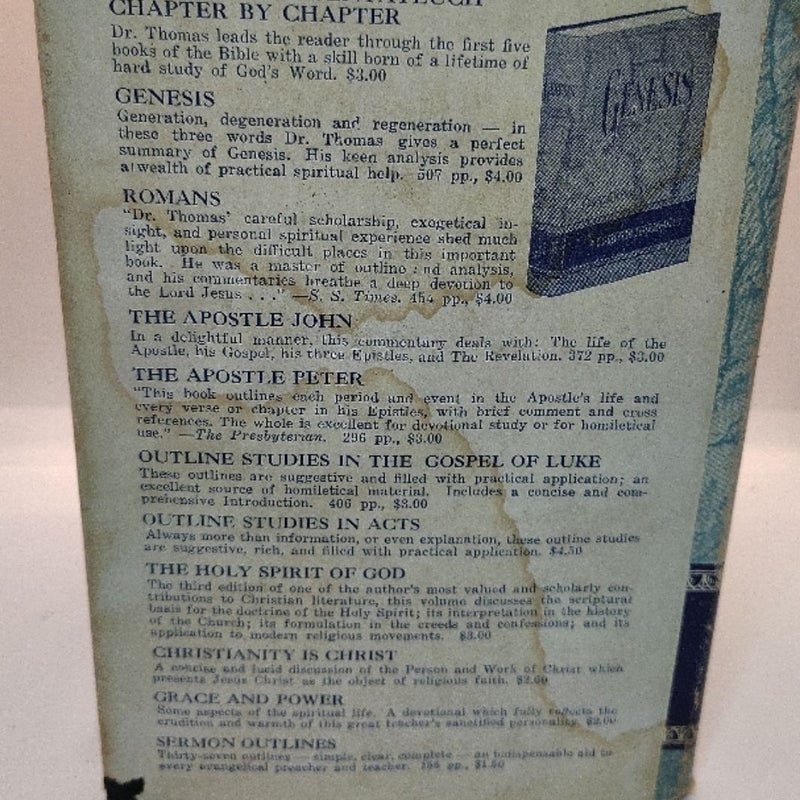 CHAPTER BY CHAPTER
Dr. Thomas leads the reader through the first five
books of the Bible with a skill born of a lifetime of
hard study of God's Word. $3.00
GENESIS
Generation, degeneration and regeneration — in
these three words Dr. Thomas gives a perfect
summary of Genesis. His keen analysis provides
a wealth of practical spiritual help. 507 pp., $4.00
GENESIS
ROMANS
"Dr. Thomas' careful scholarship, exegetical in-
sight, and personal spiritual experience shed much
light upon the difficult places in this important
book. He was a master of outline and analysis,
and his commentaries breathe a deep devotion to
the Lord Jesus . . ." —S. S. Times. 454 pp., $4.00
THE APOSTLE JOHN
In a delightful manner, this commentary deals with: The life of the
Apostle, his Gospel, his three Epistles, and The Revelation. 372 pp., $3.00
THE APOSTLE PETER
"This book outlines each period and event in the Apostle's life and
every verse or chapter in his Epistles, with brief comment and cross
references. The whole is excellent for devotional study or for homiletical
use." —The Presbyterian. 296 pp., $3.00
OUTLINE STUDIES IN THE GOSPEL OF LUKE
These outlines are suggestive and filled with practical application; an
excellent source of homiletical material. Includes a concise and com-
prehensive Introduction. 406 pp., $3.00
OUTLINE STUDIES IN ACTS
Always more than information, or even explanation, these outline studies
are suggestive, rich, and filled with practical application. $4.50
THE HOLY SPIRIT OF GOD
The third edition of one of the author's most valued and scholarly con-
tributions to Christian literature, this volume discusses the scriptural
basis for the doctrine of the Holy Spirit; its interpretation in the history
of the Church; its formulation in the creeds and confessions; and its
application to modern religious movements. $3.00
CHRISTIANITY IS CHRIST
A concise and lucid discussion of the Person and Work of Christ which
presents Jesus Christ as the object of religious faith. $2.00
GRACE AND POWER
Some aspects of the spiritual life. A devotional which fully reflects the
erudition and warmth of this great teacher's sanctified personality. $2.00
SERMON OUTLINES
Thirty-seven outlines — simple, clear, complete — an indispensable aid to
every evangelical preacher and teacher. pp., $1.50